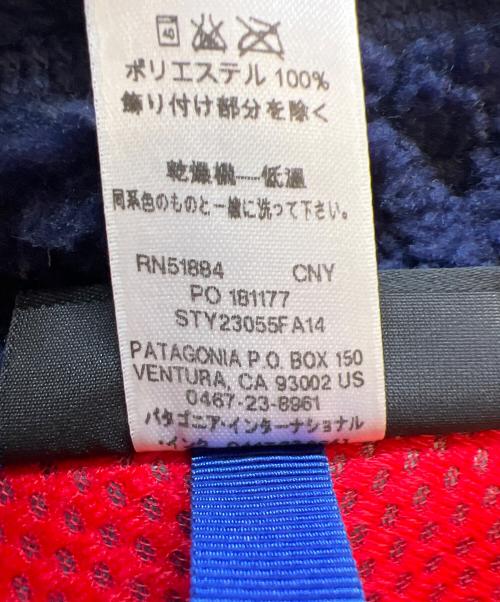 40
ポリエステル 100%
飾り付け部分を除く
乾燥機—低温
同系色のものと一緒に洗って下さい。
RN51884 CNY
PO 181177
STY23055FA14
PATAGONIA P.O. BOX 150
VENTURA, CA 93002 US
0467-23-8961
パタゴニア・インターナショナル